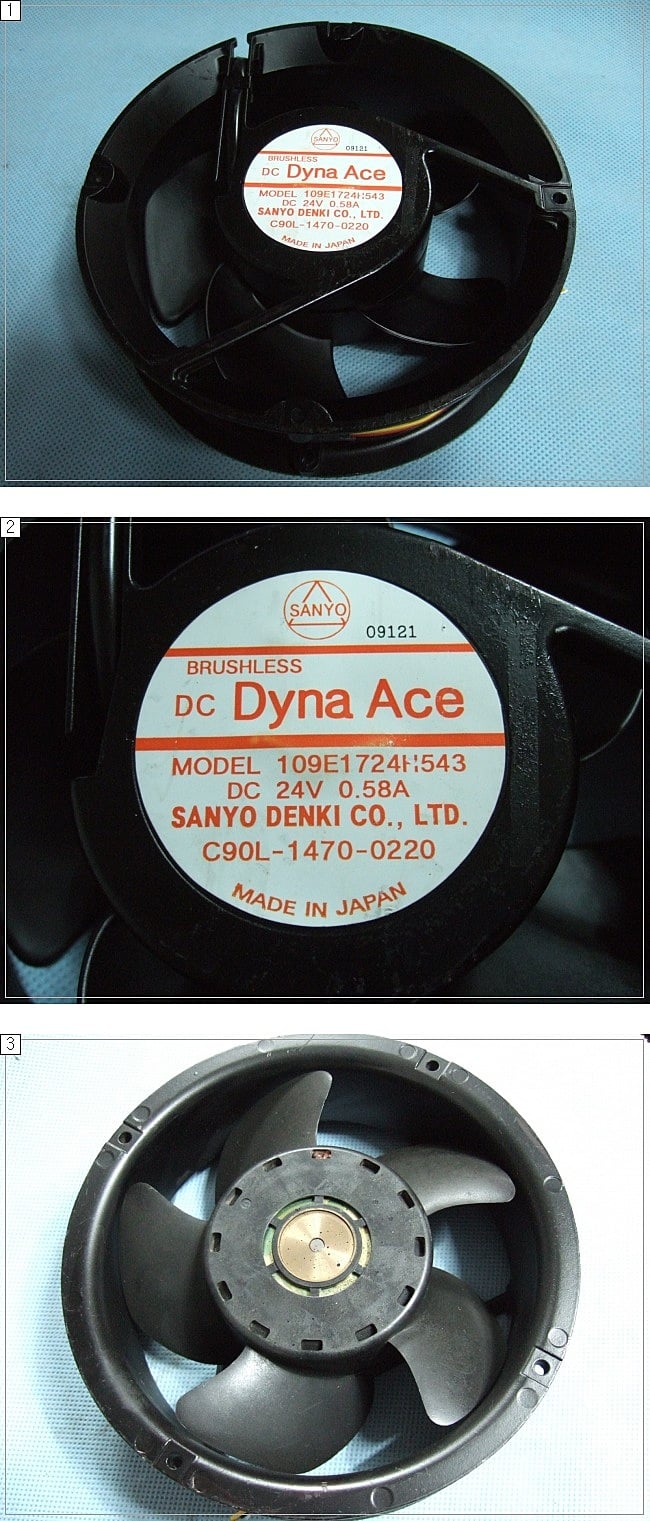 1
SANYO
09121
BRUSHLESS
DC Dyna Ace
MODEL 109E1724H543
DC 24V 0.58A
SANYO DENKI CO., LTD.
C90L-1470-0220
MADE IN JAPAN
2
SANYO
09121
BRUSHLESS
DC Dyna Ace
MODEL 109E1724H543
DC 24V 0.58A
SANYO DENKI CO., LTD.
C90L-1470-0220
MADE IN JAPAN
3